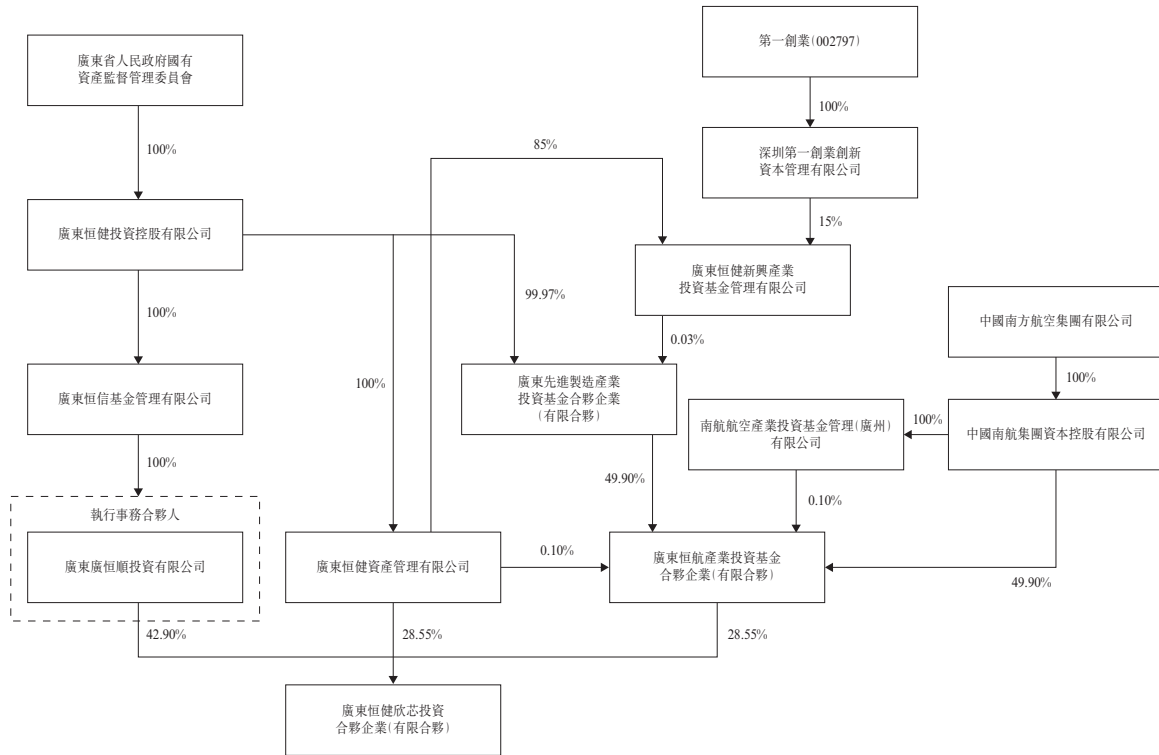 第一創業(002797)
廣東省人民政府國有
資產監督管理委員會
100%
100%
85%
深圳第一創業創新
資本管理有限公司
15%
廣東恒健投資控股有限公司
廣東恒健新興產業
投資基金管理有限公司
99.97%
中國南方航空集團有限公司
100%
0.03%
100%
100%
廣東恒信基金管理有限公司
廣東先進製造產業
投資基金合夥企業
(有限合夥)
南航航空產業投資基金管理(廣州)
有限公司
100%
中國南航集團資本控股有限公司
100%
49.90%
0.10%
執行事務合夥人
廣東廣恒順投資有限公司
廣東恒健資產管理有限公司
0.10%
廣東恒航產業投資基金
合夥企業(有限合夥)
49.90%
42.90%
28.55%
28.55%
廣東恒健欣芯投資
合夥企業(有限合夥)